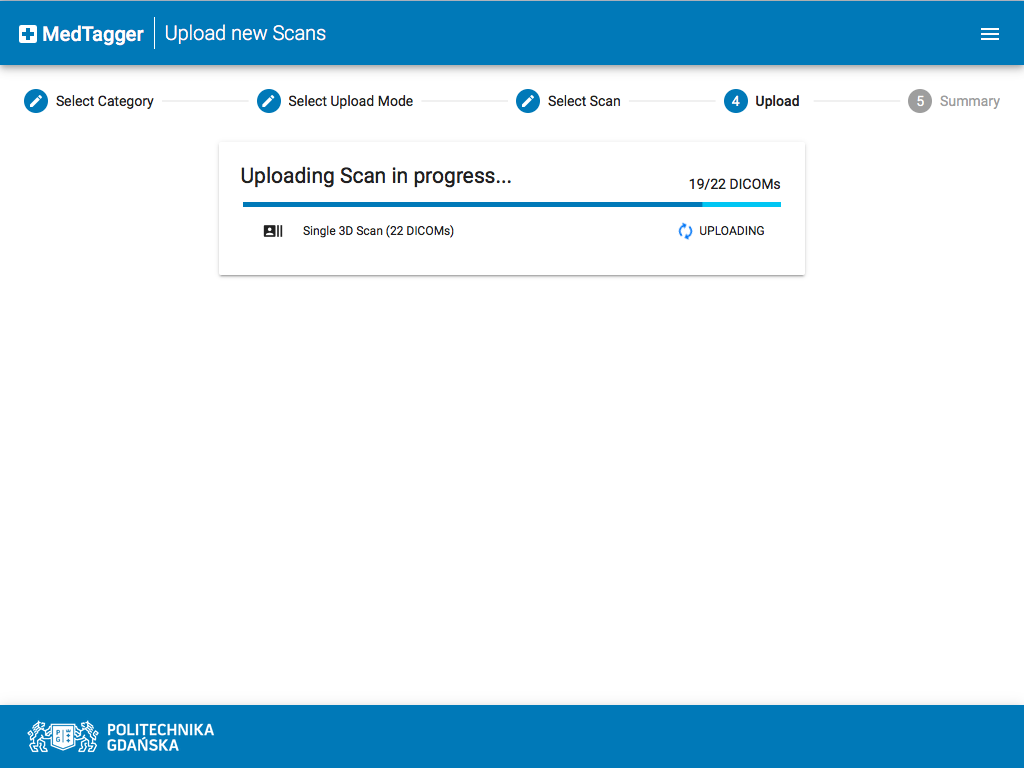 MedTagger Upload new Scans
Select Category Select Upload Mode Select Scan 4 Upload 5 Summary
Uploading Scan in progress...
19/22 DICOMs
Single 3D Scan (22 DICOMs) UPLOADING
POLITECHNIKA
GDAŃSKA